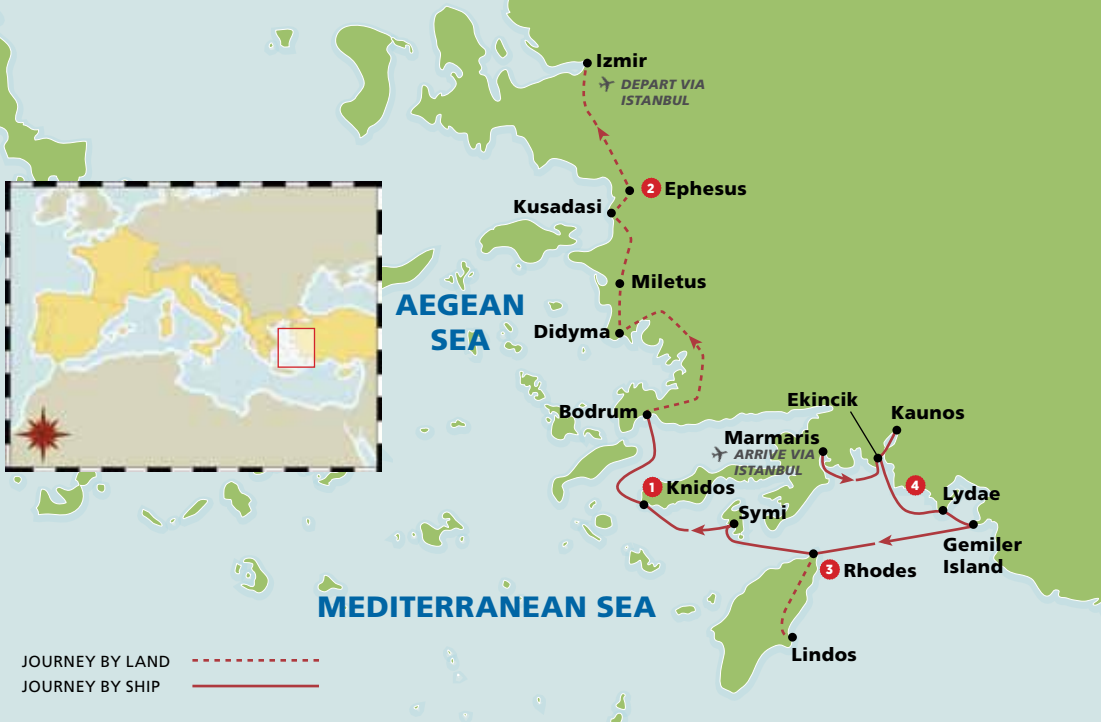 Izmir
DEPART VIA
ISTANBUL
2 Ephesus
Kusadasi
Miletus
AEGEAN
SEA
Didyma
Ekincik
Bodrum
Kaunos
Marmaris
ARRIVE VIA
ISTANBUL
1 Knidos
4
Lydae
Symi
Gemiler
Island
3 Rhodes
MEDITERRANEAN SEA
Lindos
JOURNEY BY LAND
JOURNEY BY SHIP